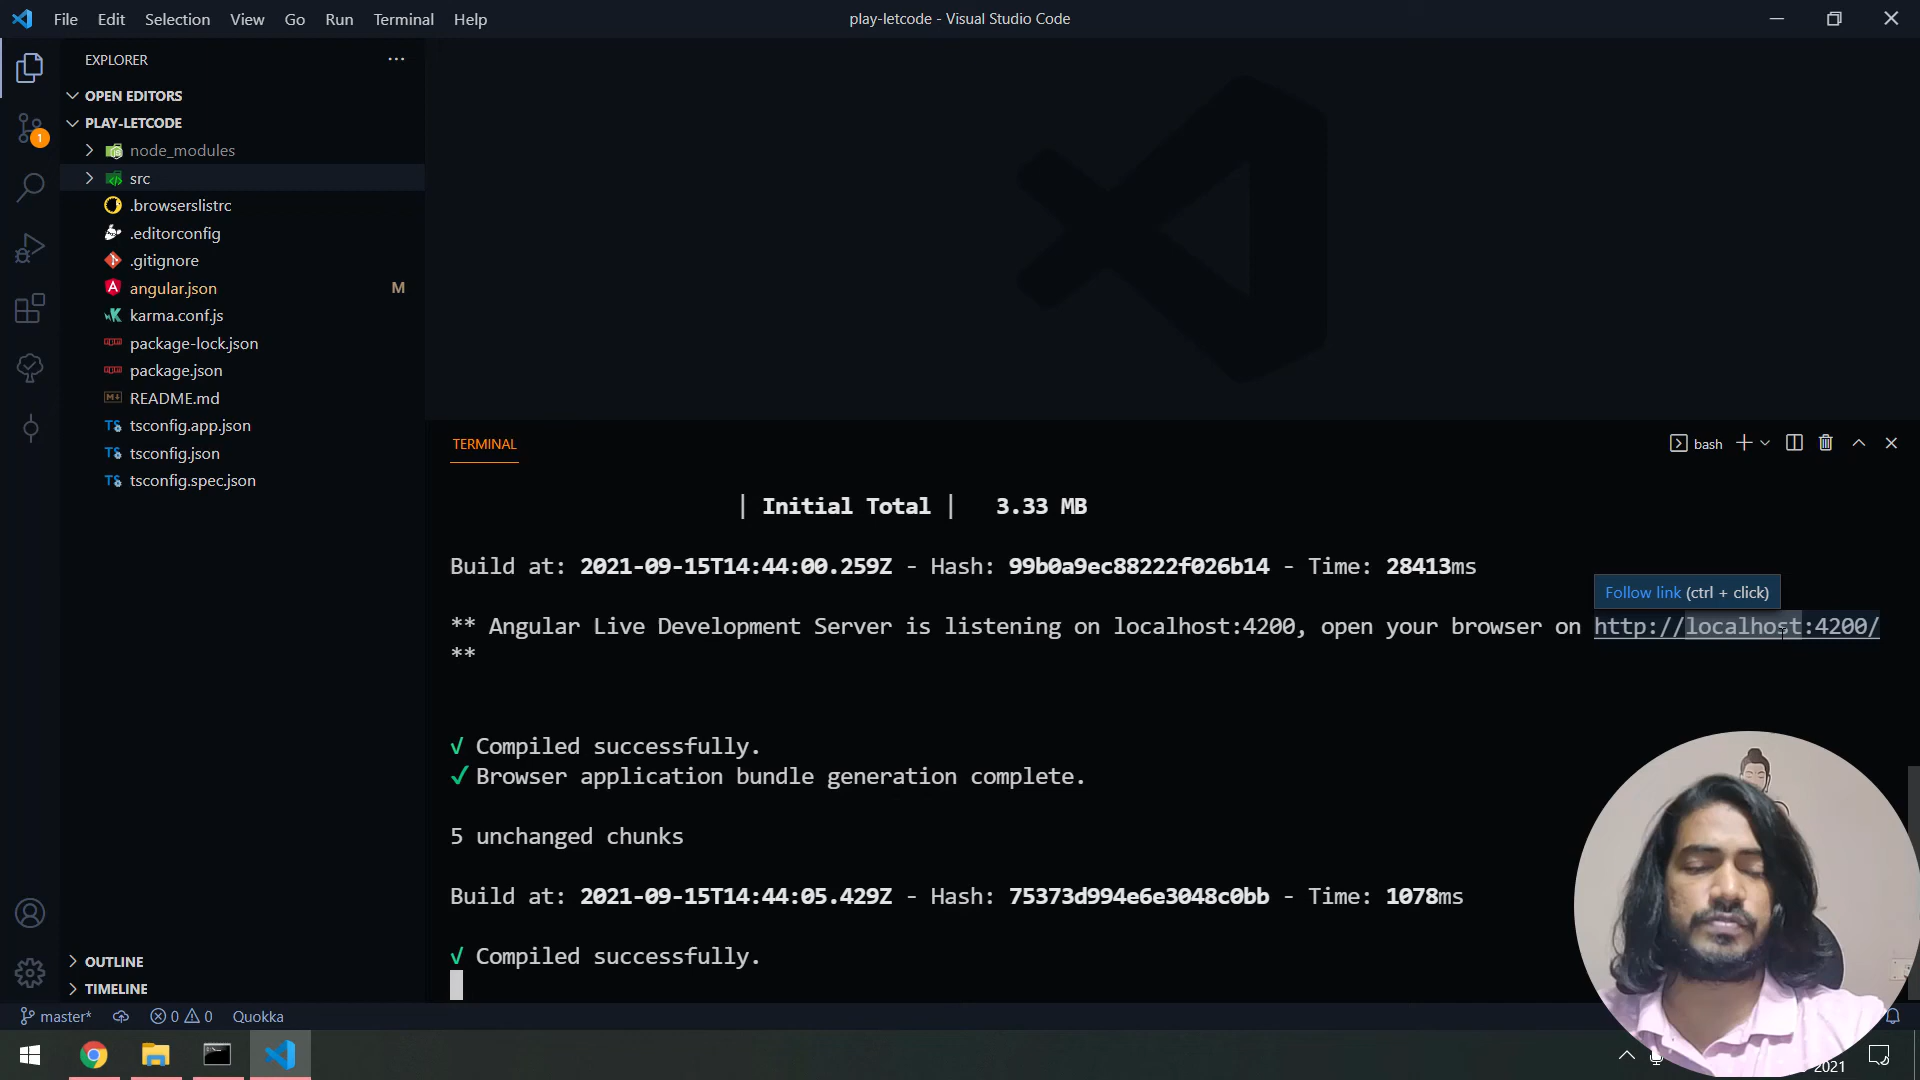 File Edit Selection View Go Run Terminal Help
play-letcode - Visual Studio Code
EXPLORER
OPEN EDITORS
PLAY-LETCODE
node_modules
src
.browserslistrc
.editorconfig
.gitignore
angular.json M
karma.conf.js
package-lock.json
package.json
README.md
tsconfig.app.json
tsconfig.json
tsconfig.spec.json
OUTLINE
TIMELINE
1
TERMINAL
bash
| Initial Total | 3.33 MB
Build at: 2021-09-15T14:44:00.259Z - Hash: 99b0a9ec88222f026b14 - Time: 28413ms
Follow link (ctrl + click)
** Angular Live Development Server is listening on localhost:4200, open your browser on http://localhost:4200/
**
√ Compiled successfully.
✓ Browser application bundle generation complete.
5 unchanged chunks
Build at: 2021-09-15T14:44:05.429Z - Hash: 75373d994e6e3048c0bb - Time: 1078ms
√ Compiled successfully.
master* 0 0 Quokka
2021